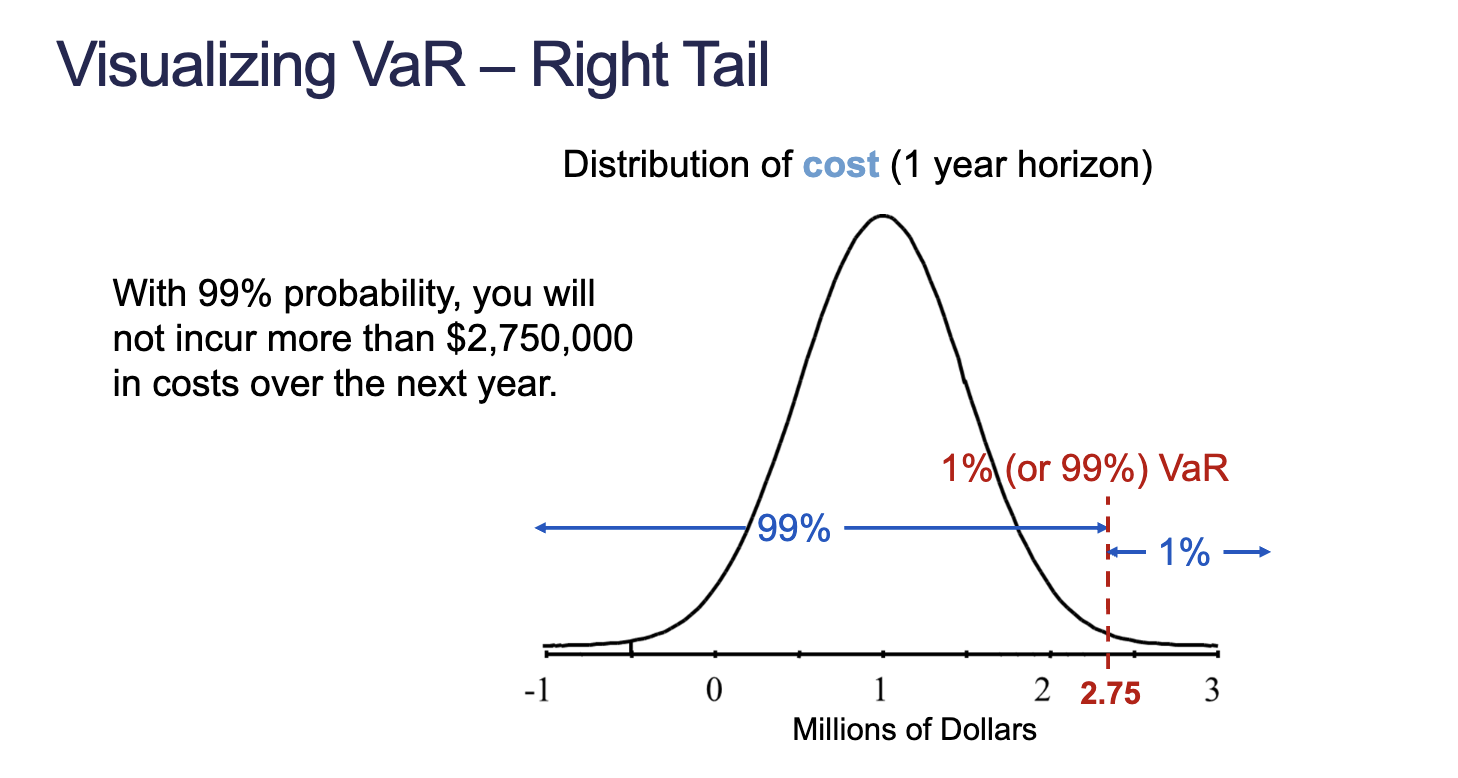 Visualizing VaR – Right Tail
Distribution of cost (1 year horizon)
With 99% probability, you will
not incur more than $2,750,000
in costs over the next year.
1% (or 99%) VaR
99%
1%
-1 0 1 2 2.75 3
Millions of Dollars